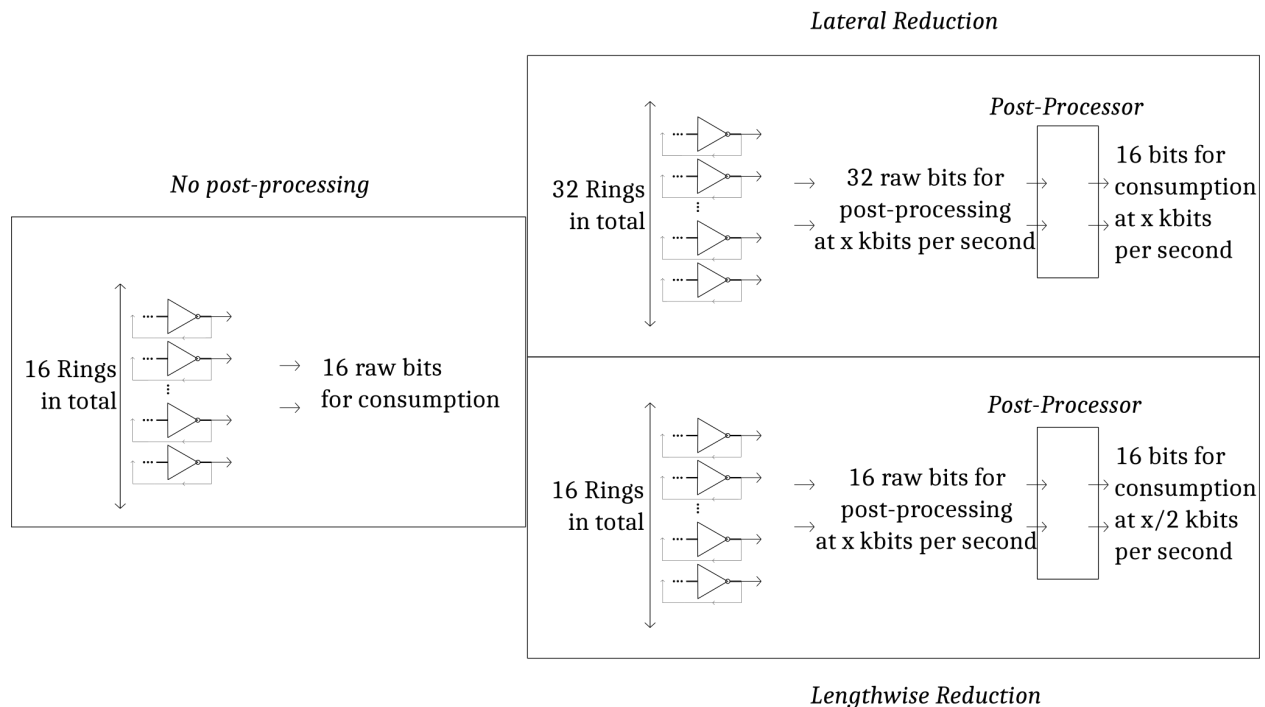 Lateral Reduction
No post-processing
16 Rings
in total
16 raw bits
for consumption
Post-Processor
32 Rings
in total
32 raw bits for
post-processing
at x kbits per second
16 bits for
consumption
at x kbits
per second
Post-Processor
16 Rings
in total
16 raw bits for
post-processing
at x kbits per second
16 bits for
consumption
at x/2 kbits
per second
Lengthwise Reduction